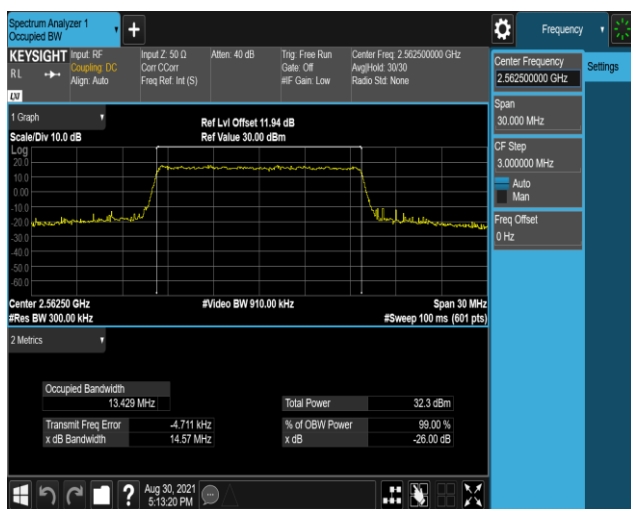 Spectrum Analyzer 1
Occupied BW
+
Frequency
KEYSIGHT
RL
LXI
Input: RF
Coupling: DC
Align: Auto
Input Z: 50 Ω
Corr CCorr
Freq Ref: Int (S)
Atten: 40 dB
Trig: Free Run
Gate: Off
#IF Gain: Low
Center Freq: 2.562500000 GHz
Avg|Hold: 30/30
Radio Std: None
Center Frequency
2.562500000 GHz
Settings
Span
30.000 MHz
CF Step
3.000000 MHz
Auto
Man
Freq Offset
0 Hz
1 Graph
Scale/Div 10.0 dB
Ref Lvl Offset 11.94 dB
Ref Value 30.00 dBm
Log
20.0
10.0
0.00
-10.0
-20.0
-30.0
-40.0
-50.0
-60.0
Center 2.56250 GHz
#Res BW 300.00 kHz
#Video BW 910.00 kHz
Span 30 MHz
#Sweep 100 ms (601 pts)
2 Metrics
Occupied Bandwidth
13.429 MHz
Total Power 32.3 dBm
Transmit Freq Error -4.711 kHz
% of OBW Power 99.00 %
x dB Bandwidth 14.57 MHz
x dB -26.00 dB
?
Aug 30, 2021
5:13:20 PM